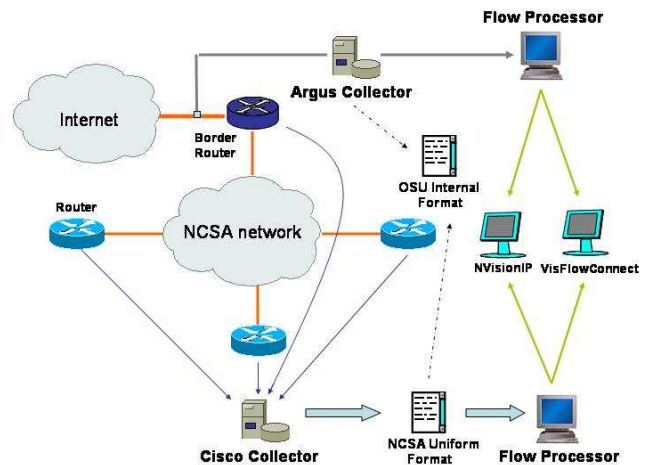 Flow Processor
Argus Collector
Internet
Border
Router
OSU Internal
Format
Router
NCSA network
NVisionIP
VisFlowConnect
Cisco Collector
NCSA Uniform
Format
Flow Processor